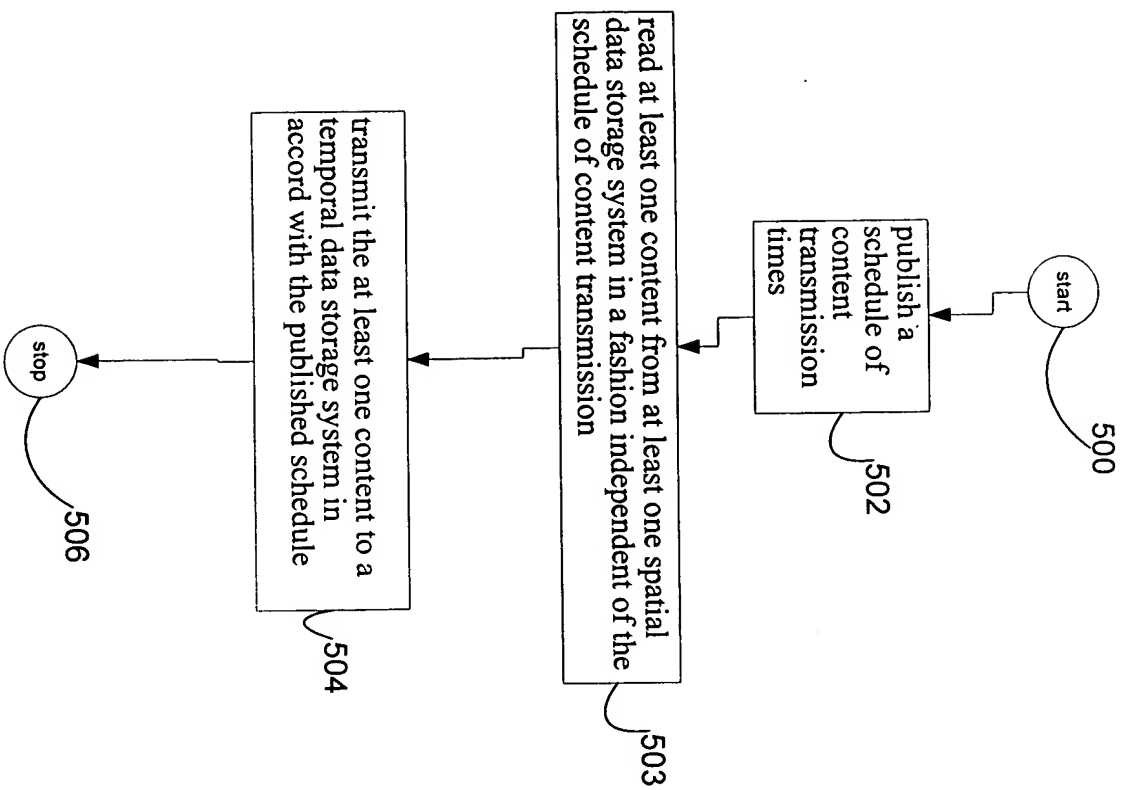 start
500
publish a
schedule of
content
transmission
times
502
read at least one content from at least one spatial
data storage system in a fashion independent of the
schedule of content transmission
503
transmit the at least one content to a
temporal data storage system in
accord with the published schedule
504
stop
506